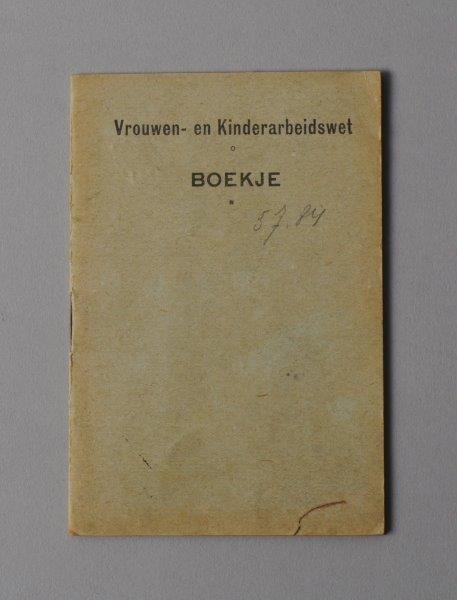 Vrouwen- en Kinderarbeidswet
BOEKJE
57.84